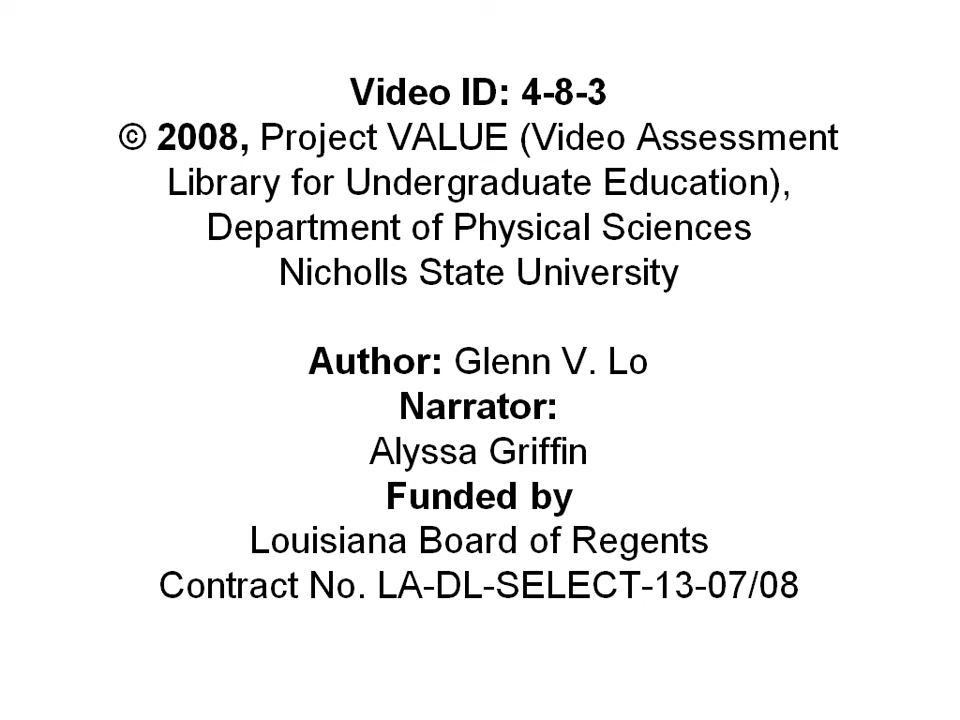 Video ID: 4-8-3
© 2008, Project VALUE (Video Assessment
Library for Undergraduate Education),
Department of Physical Sciences
Nicholls State University
Author: Glenn V. Lo
Narrator:
Alyssa Griffin
Funded by
Louisiana Board of Regents
Contract No. LA-DL-SELECT-13-07/08